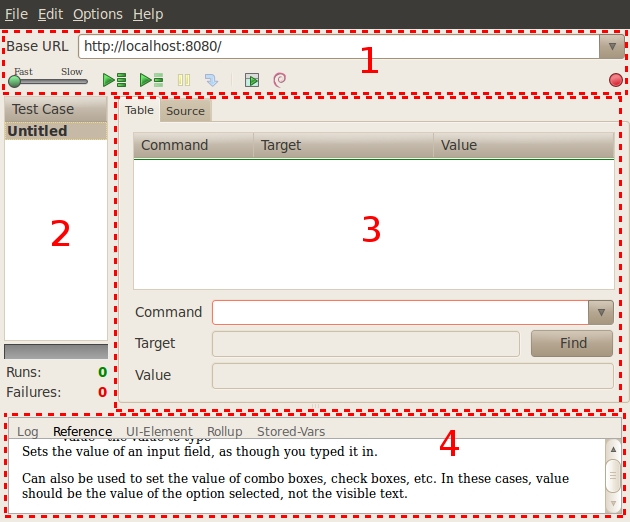 File Edit Options Help
Base URL http://localhost:8080/
1
Fast Slow
Test Case
Untitled
2
Runs: 0
Failures: 0
Table Source
Command Target Value
3
Command
Target Find
Value
Log Reference UI-Element Rollup Stored-Vars
4
value - the value to type
Sets the value of an input field, as though you typed it in.
Can also be used to set the value of combo boxes, check boxes, etc. In these cases, value
should be the value of the option selected, not the visible text.